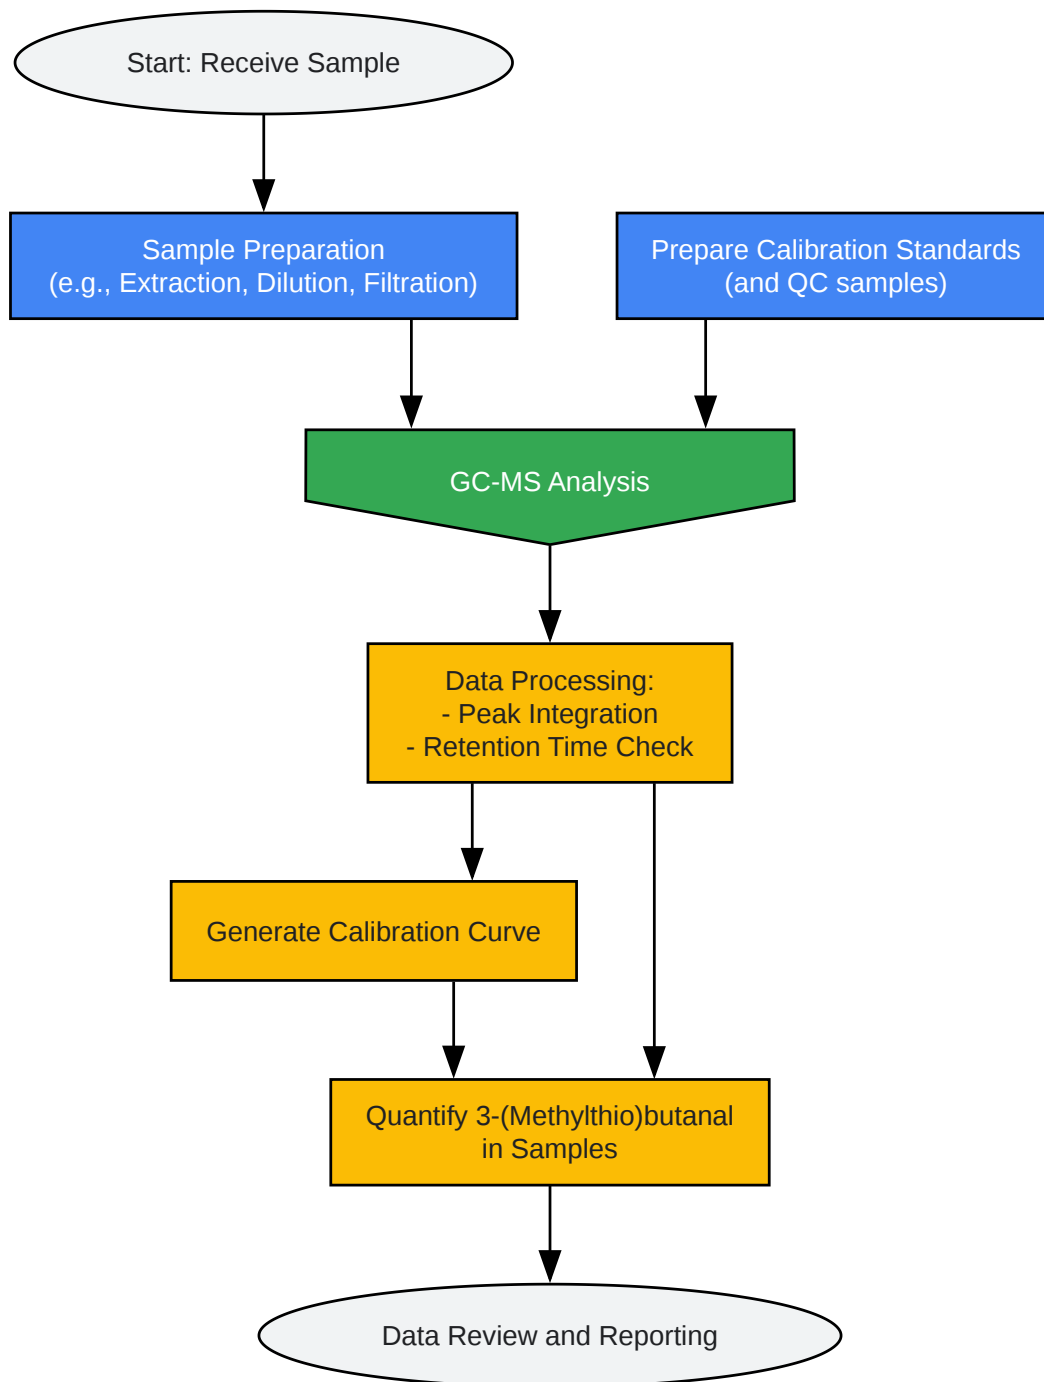 Start: Receive Sample
Sample Preparation
(e.g., Extraction, Dilution, Filtration)
Prepare Calibration Standards
(and QC samples)
GC-MS Analysis
Data Processing:
- Peak Integration
- Retention Time Check
Generate Calibration Curve
Quantify 3-(Methylthio)butanal
in Samples
Data Review and Reporting